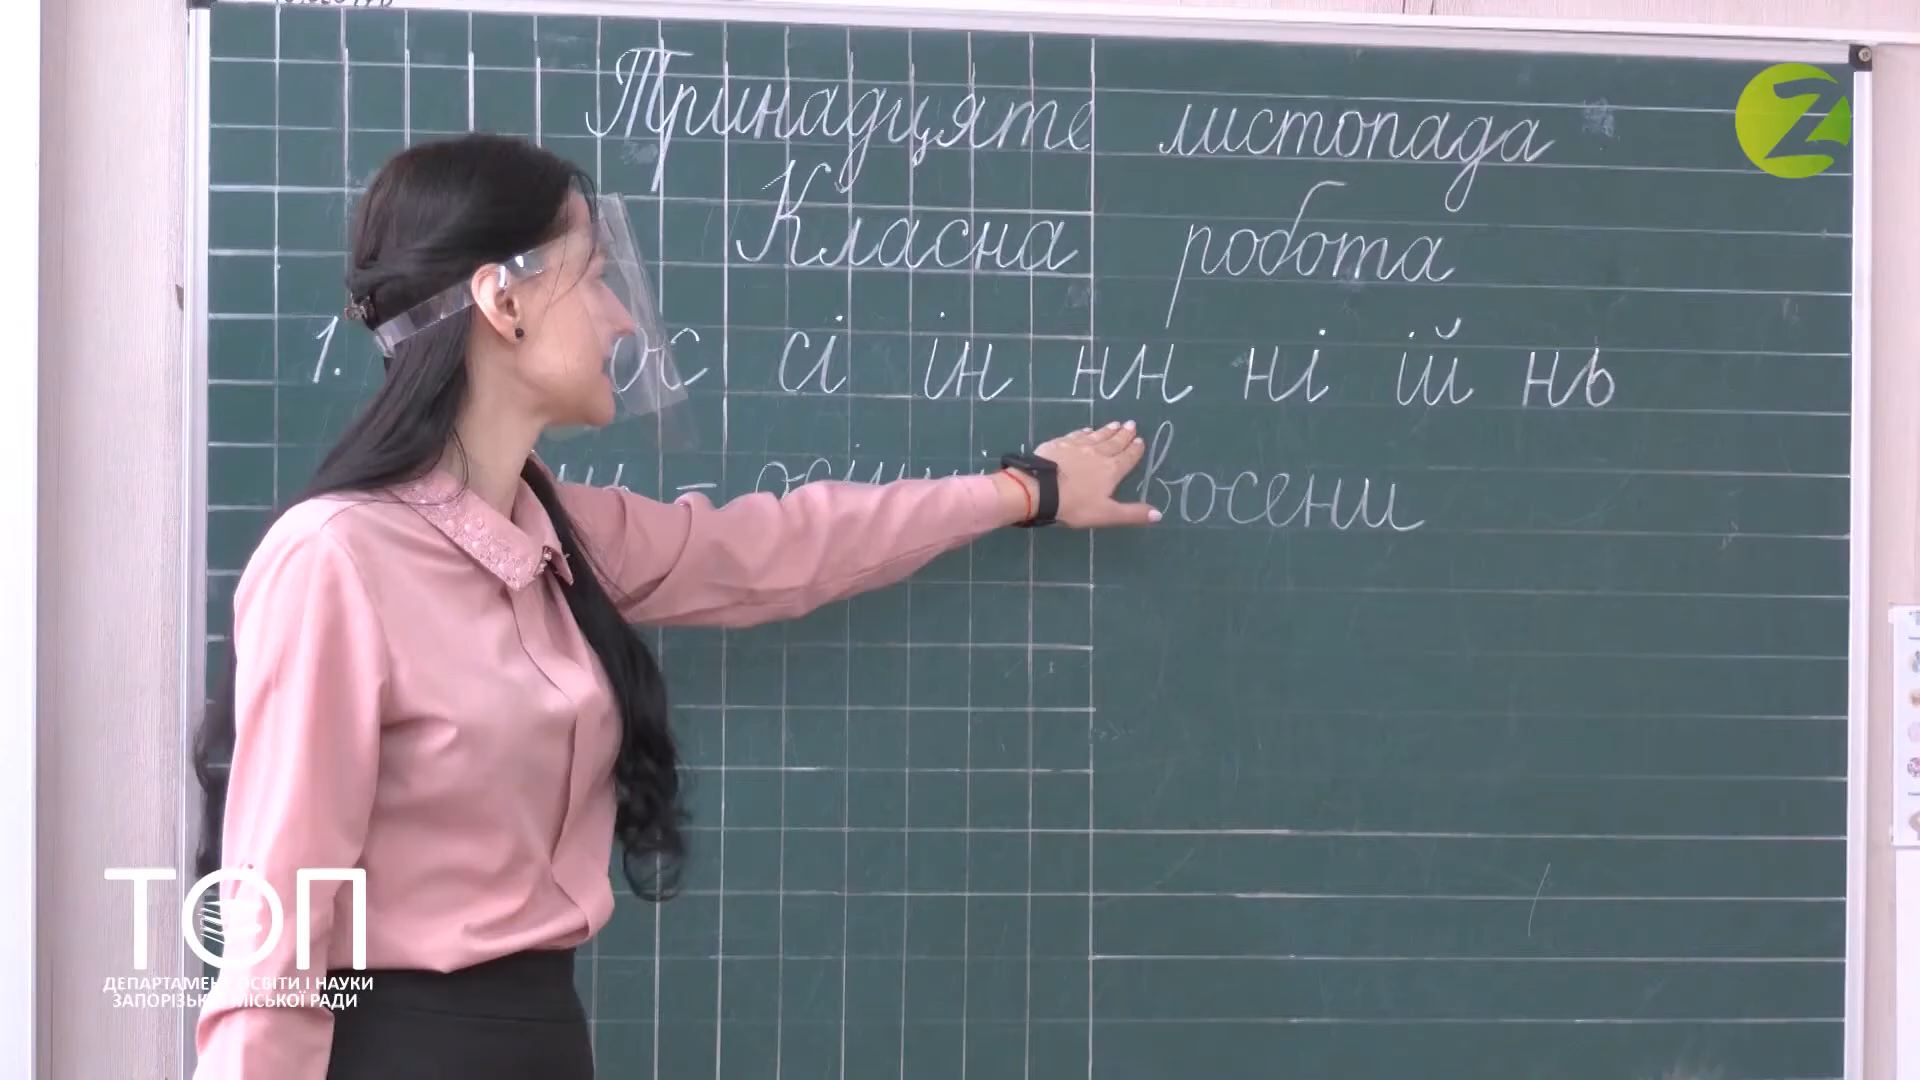 Тринадцяте листопада
Класна робота
1. ос сі ін нн ні ій нь
восени
ТОП
ДЕПАРТАМЕНТ ОСВІТИ І НАУКИ
ЗАПОРІЗЬКОЇ МІСЬКОЇ РАДИ